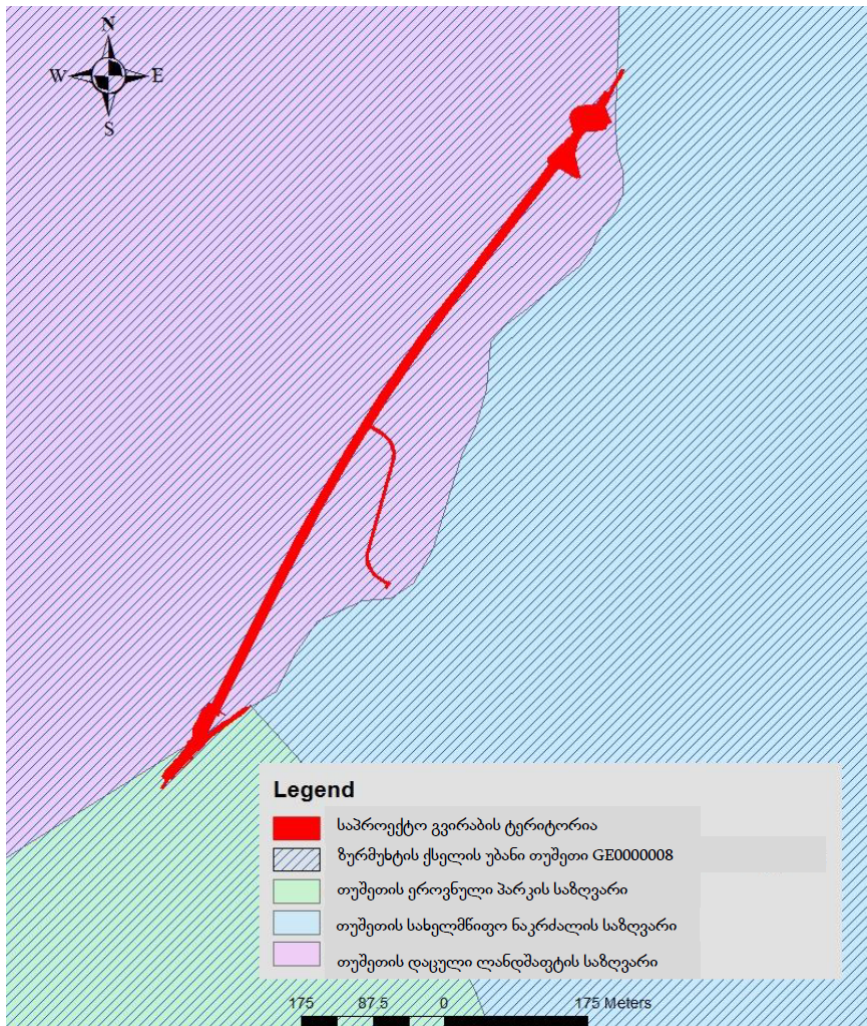 N
W E
S
Legend
საპროექტო გვირაბის ტერიტორია
ზურმუხტის ქსელის უბანი თუშეთი GE0000008
თუშეთის ეროვნული პარკის საზღვარი
თუშეთის სახელმწიფო ნაკრძალის საზღვარი
თუშეთის დაცული ლანდშაფტის საზღვარი
175 87.5 0 175 Meters